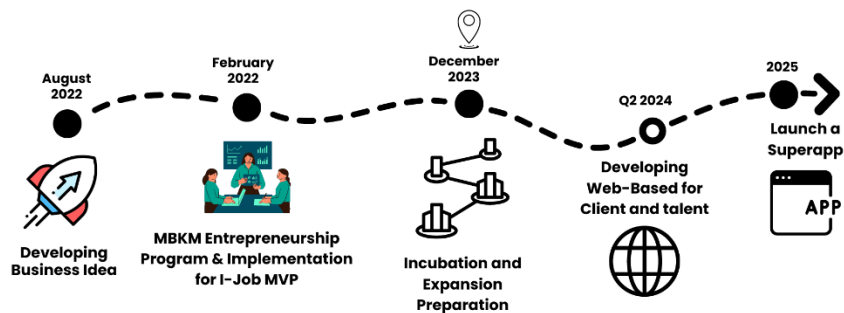 August
2022
Developing
Business Idea
February
2022
MBKM Entrepreneurship
Program & Implementation
for I-Job MVP
December
2023
Incubation and
Expansion
Preparation
Q2 2024
Developing
Web-Based for
Client and talent
2025
Launch a
Superapp
APP